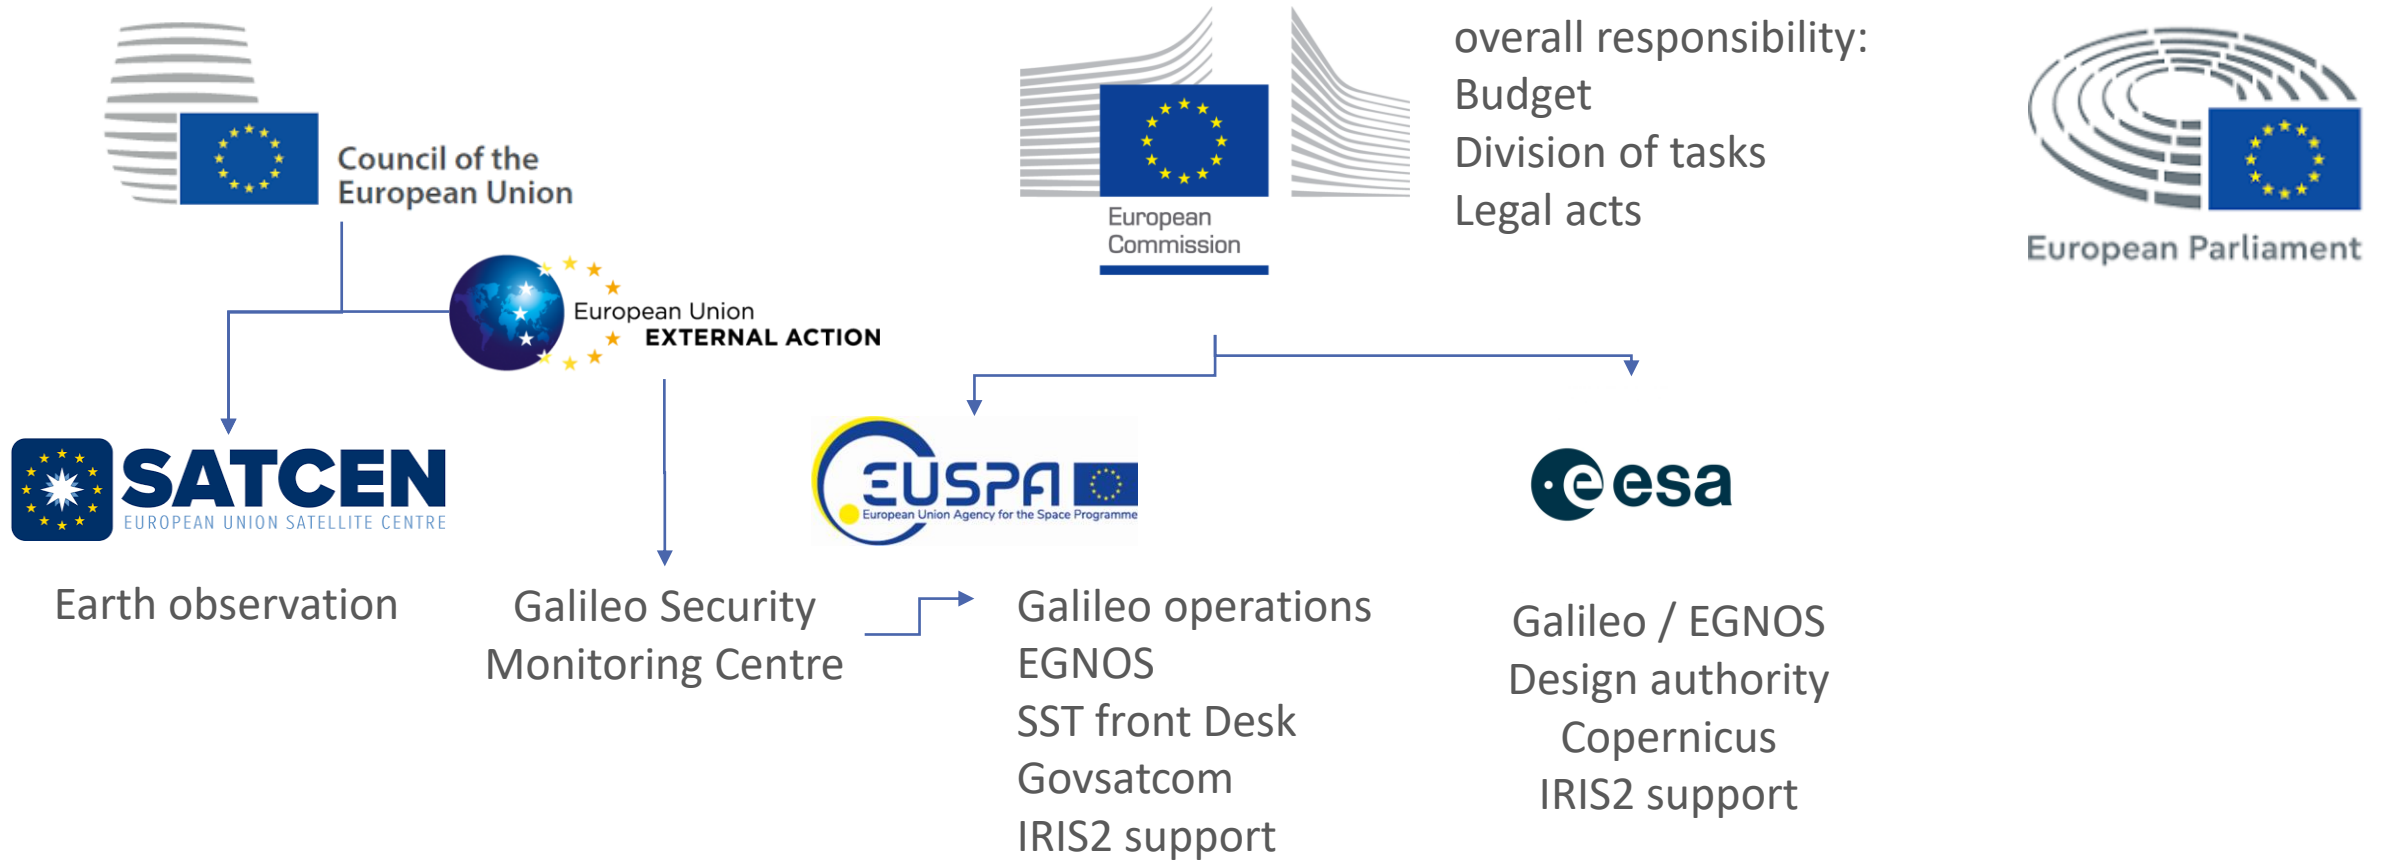 Council of the
European Union
European
Commission
overall responsibility:
Budget
Division of tasks
Legal acts
European Parliament
European Union
EXTERNAL ACTION
SATCEN
EUROPEAN UNION SATELLITE CENTRE
EUSPA
European Union Agency for the Space Programme
esa
Earth observation
Galileo Security
Monitoring Centre
Galileo operations
EGNOS
SST front Desk
Govsatcom
IRIS2 support
Galileo / EGNOS
Design authority
Copernicus
IRIS2 support